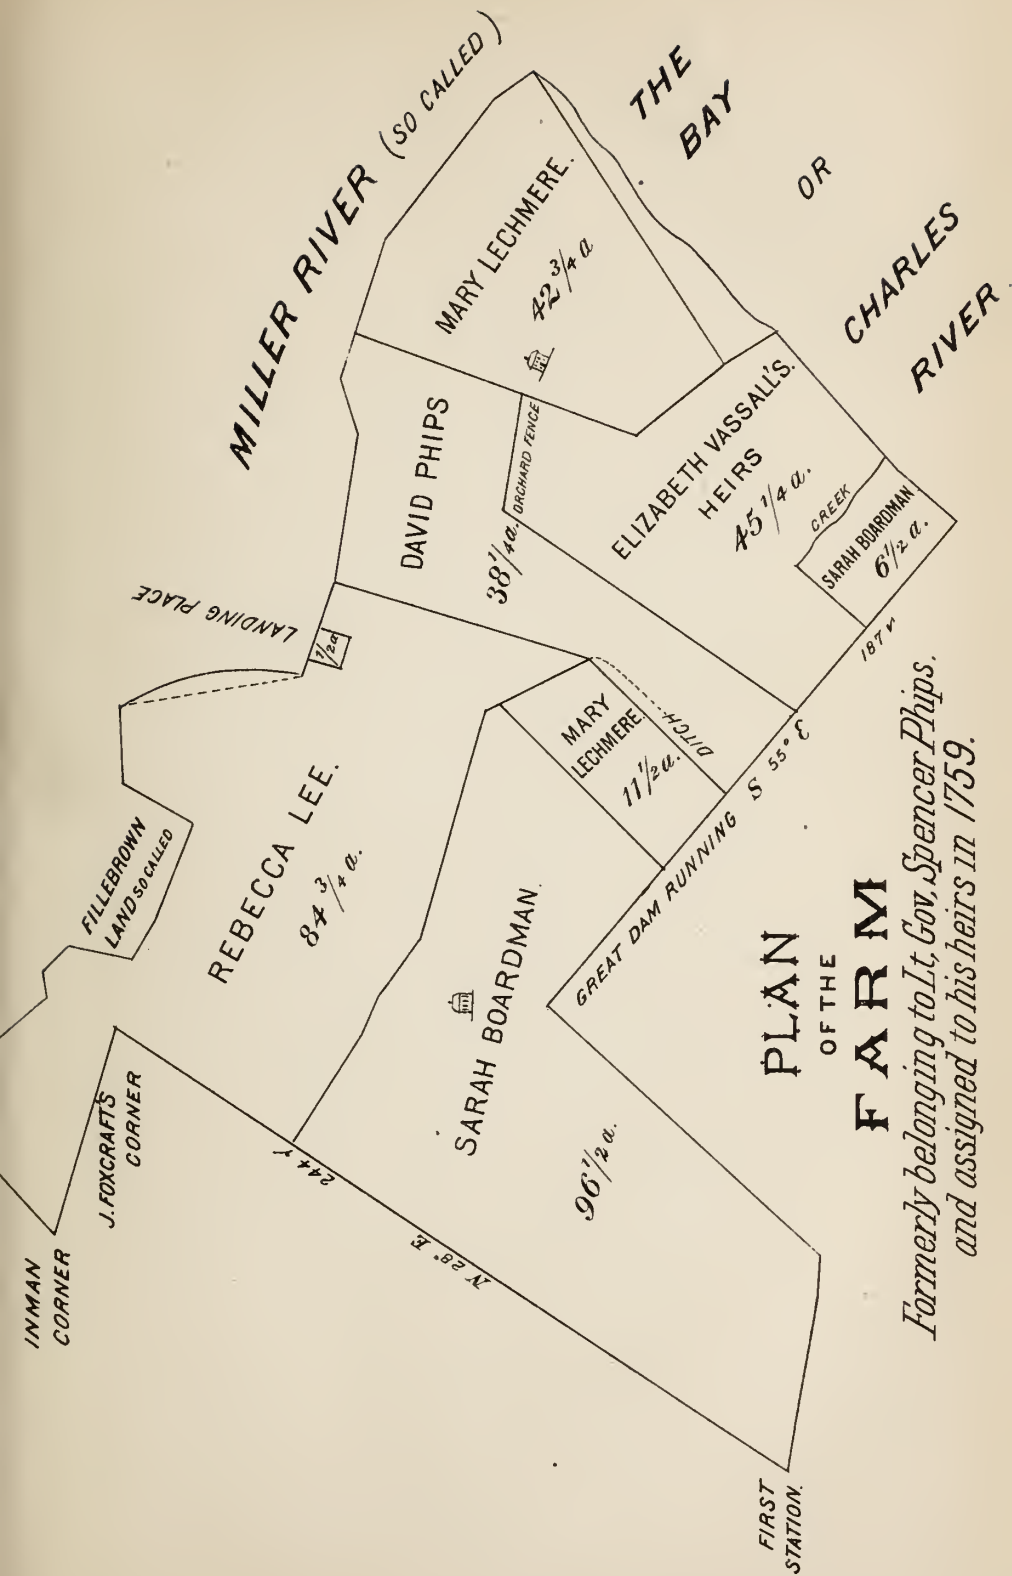 MILLER RIVER (SO CALLED)
THE
BAY
OR
CHARLES
RIVER.
MARY LECHMERE.
42 3/4 a
DAVID PHIPS
38 1/4 a.
ORCHARD FENCE
ELIZABETH VASSALL'S.
HEIRS
45 1/4 a.
CREEK
SARAH BOARDMAN
6 1/2 a.
187 r
LANDING PLACE
1/2 a
MARY
LECHMERE.
11 1/2 a.
DITCH
GREAT DAM RUNNING S 55° E
FILLEBROWN
LAND SO CALLED
REBECCA LEE.
84 3/4 a.
SARAH BOARDMAN.
96 1/2 a.
J. FOXCRAFTS
CORNER
INMAN
CORNER
244 r
N 28° E
FIRST
STATION.
PLAN
OF THE
FARM
Formerly belonging to Lt, Gov, Spencer Phips.
and assigned to his heirs in 1759.